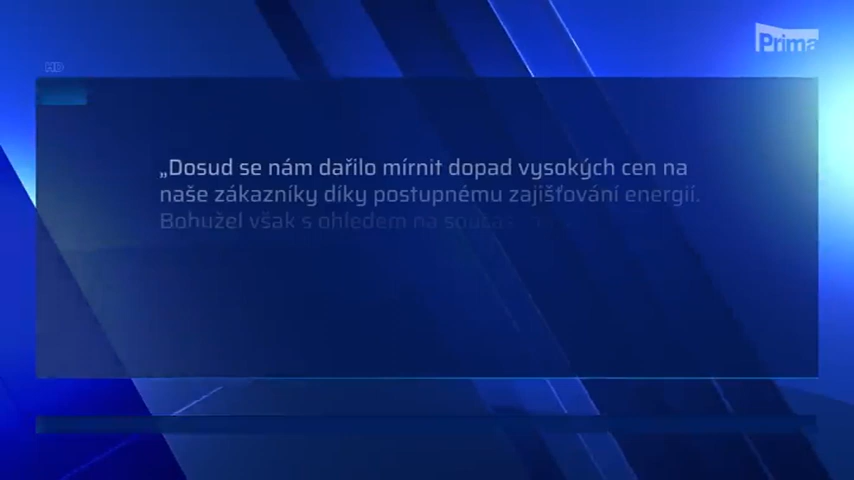 Prima
HD
„Dosud se nám dařilo mírnit dopad vysokých cen na
naše zákazníky díky postupnému zajišťování energií.
Bohužel však s ohledem na